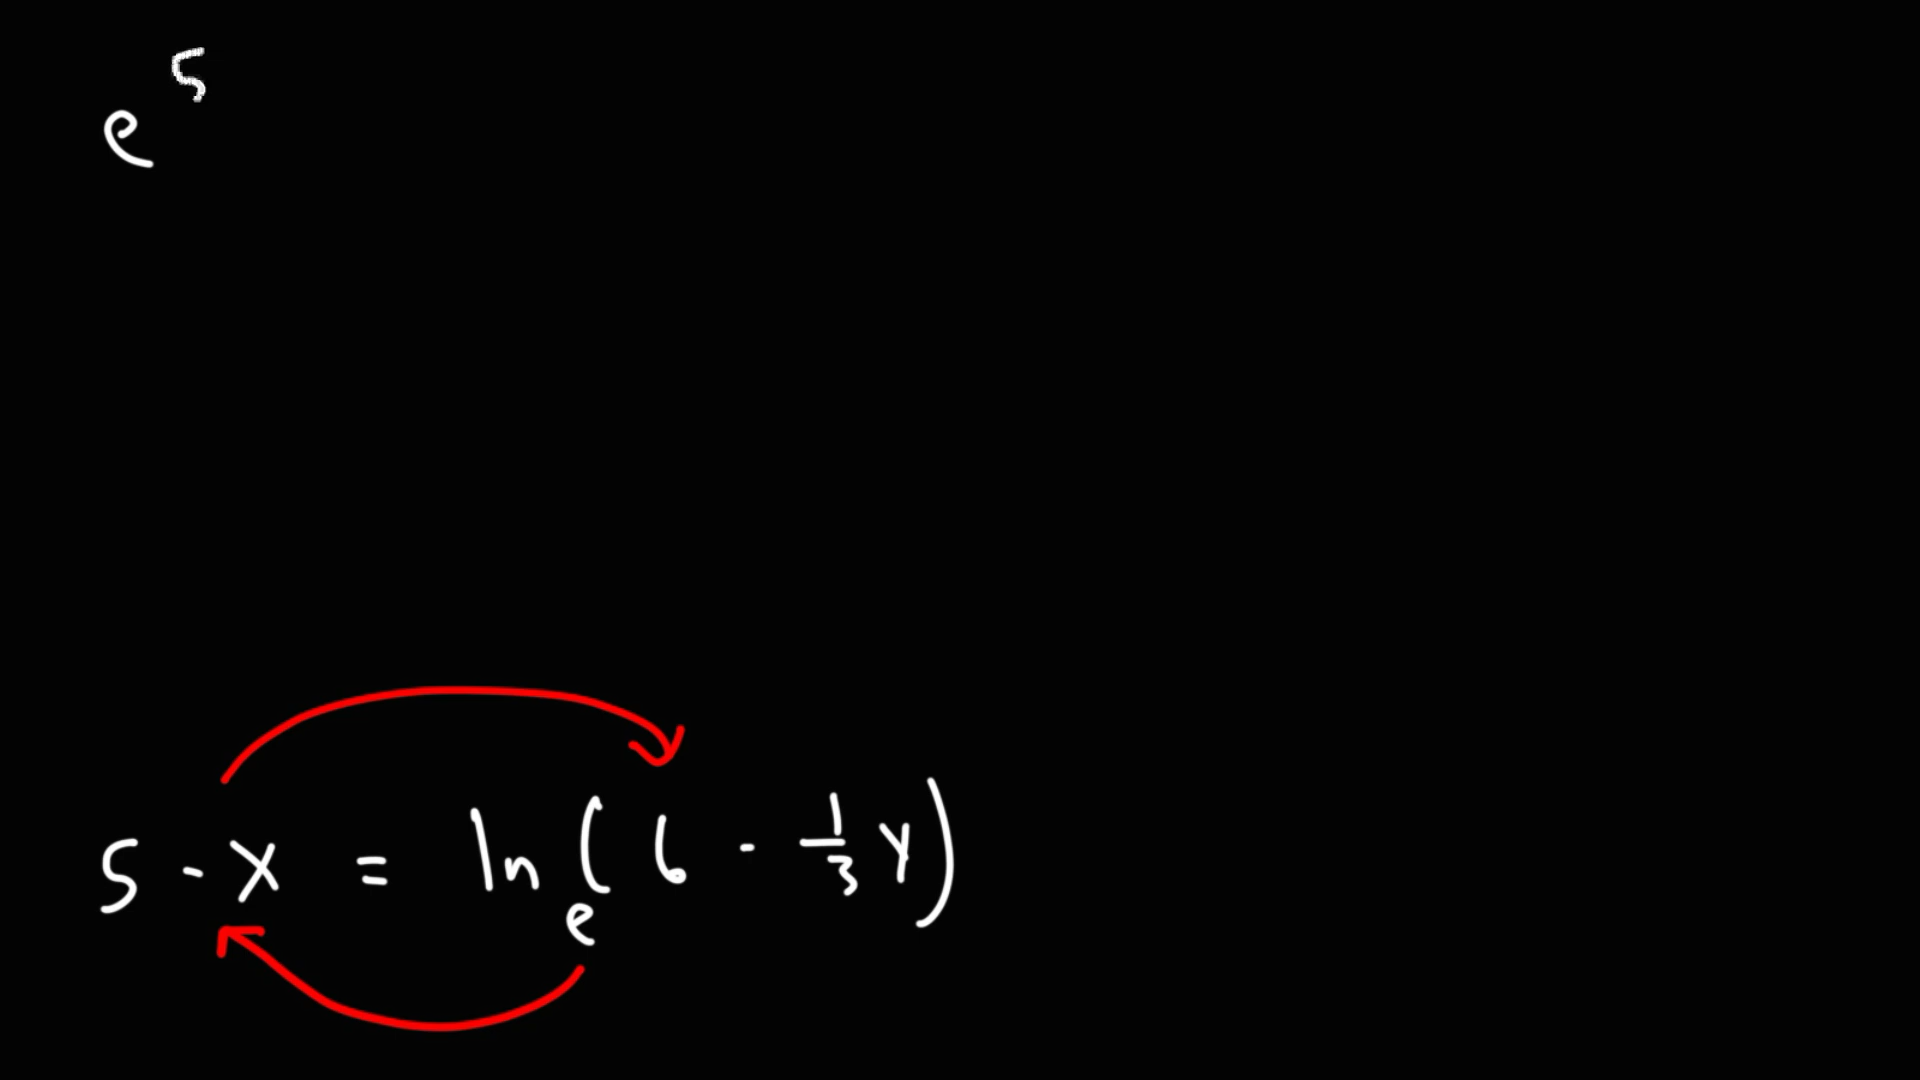 e^5
5 - x = ln_e(6 - 1/3 y)